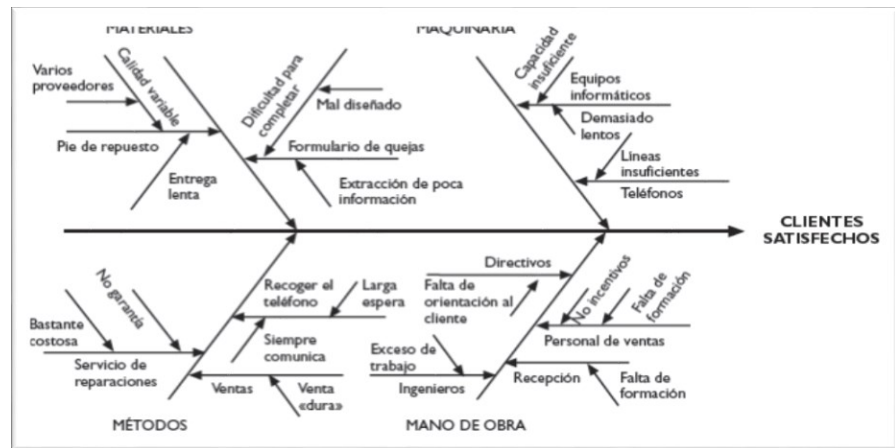 MATERIALES
MAQUINARIA
Varios
proveedores
Calidad variable
Pie de repuesto
Entrega
lenta
Dificultad para
completar
Mal diseñado
Formulario de quejas
Extracción de poca
información
Capacidad
insuficiente
Equipos
informáticos
Demasiado
lentos
Líneas
insuficientes
Teléfonos
CLIENTES
SATISFECHOS
No garantía
Bastante
costosa
Servicio de
reparaciones
Recoger el
teléfono
Larga
espera
Siempre
comunica
Ventas
Venta
«dura»
Directivos
Falta de
orientación al
cliente
No incentivos
Falta de
formación
Personal de ventas
Exceso de
trabajo
Ingenieros
Recepción
Falta de
formación
MÉTODOS
MANO DE OBRA